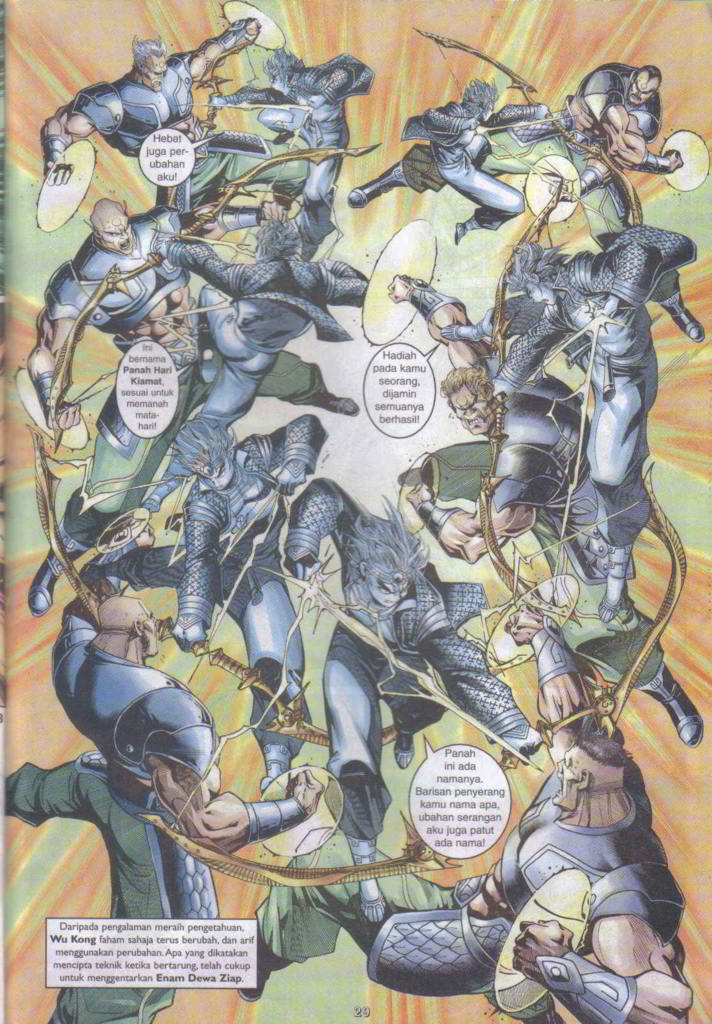 Hebat
juga per-
ubahan
aku!
Ini
bernama
Panah Hari
Kiamat,
sesuai untuk
memanah
mata-
hari!
Hadiah
pada kamu
seorang,
dijamin
semuanya
berhasil!
Panah
ini ada
namanya.
Barisan penyerang
kamu nama apa,
ubahan serangan
aku juga patut
ada nama!
Daripada pengalaman meraih pengetahuan,
Wu Kong faham sahaja terus berubah, dan arif
menggunakan perubahan. Apa yang dikatakan
mencipta teknik ketika bertarung, telah cukup
untuk menggentarkan Enam Dewa Ziap.
29